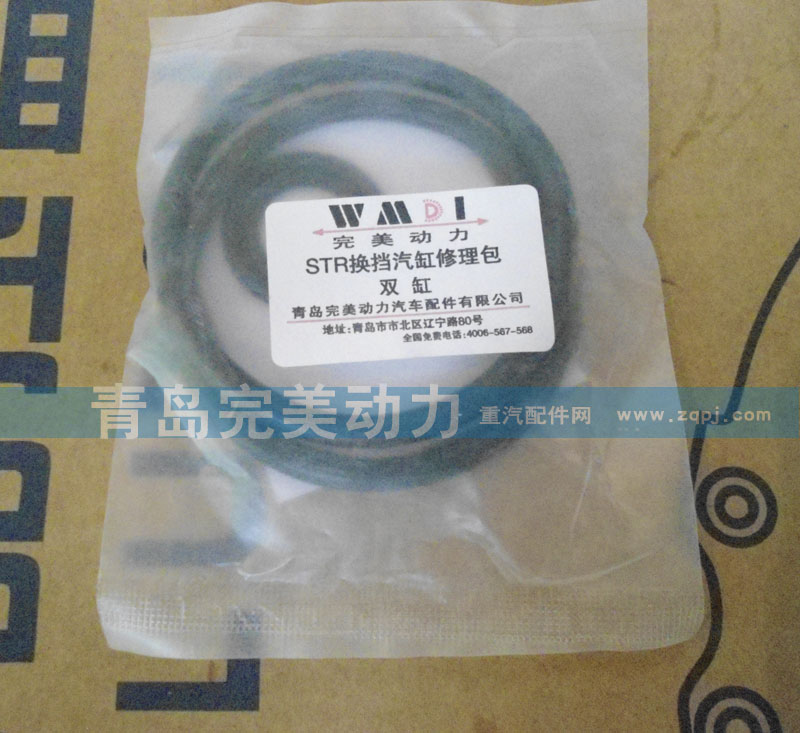 WMDI
完美动力
STR换挡汽缸修理包
双缸
青岛完美动力汽车配件有限公司
地址:青岛市市北区辽宁路80号
全国免费电话:4006-567-568
青岛完美动力 重汽配件网 www.zqpj.com